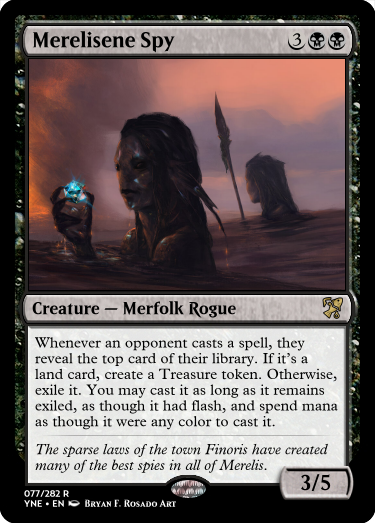 Merelisene Spy 3
Creature — Merfolk Rogue
Whenever an opponent casts a spell, they
reveal the top card of their library. If it's a
land card, create a Treasure token. Otherwise,
exile it. You may cast it as long as it remains
exiled, as though it had flash, and spend mana
as though it were any color to cast it.
The sparse laws of the town Finoris have created
many of the best spies in all of Merelis.
3/5
077/282 R
YNE • EN Bryan F. Rosado Art